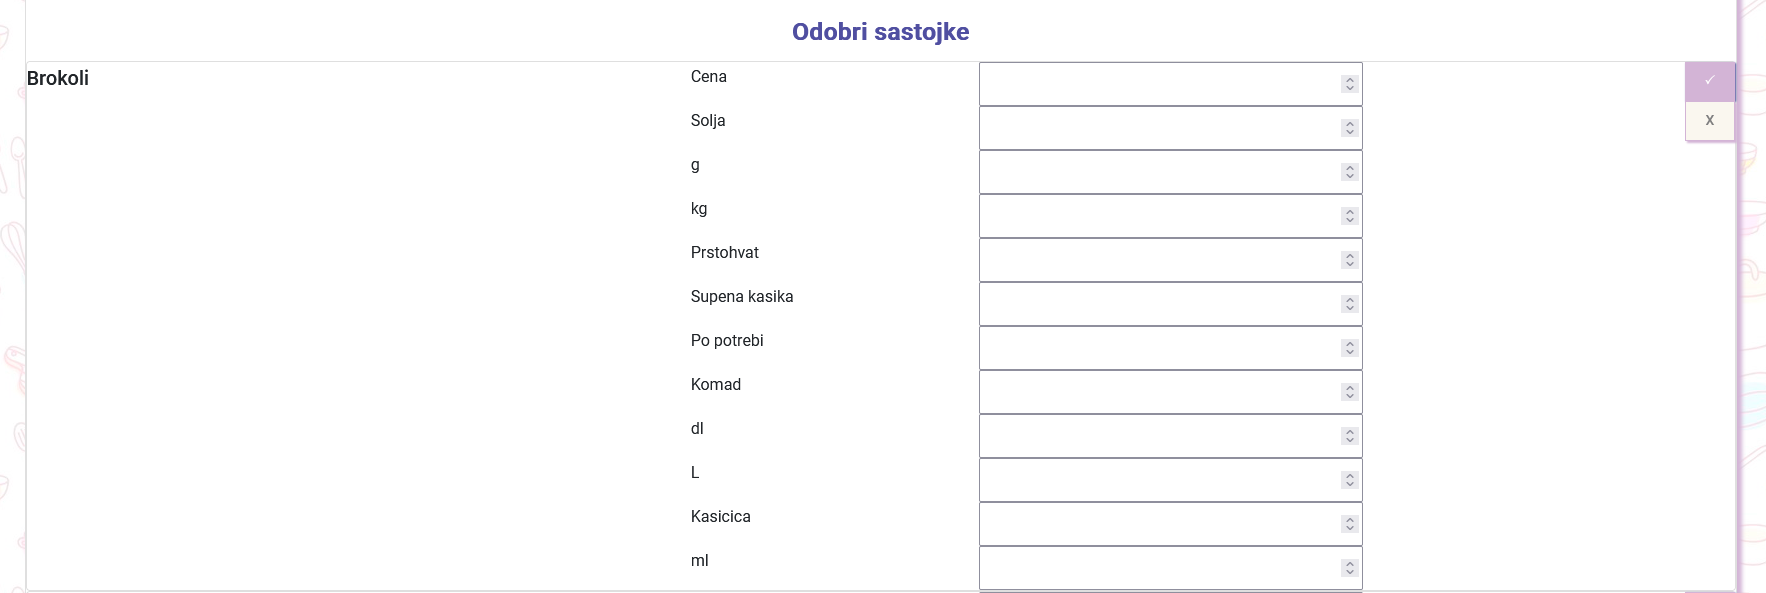 Odobri sastojke
Brokoli
Cena
✓
Solja
X
g
kg
Prstohvat
Supena kasika
Po potrebi
Komad
dl
L
Kasicica
ml